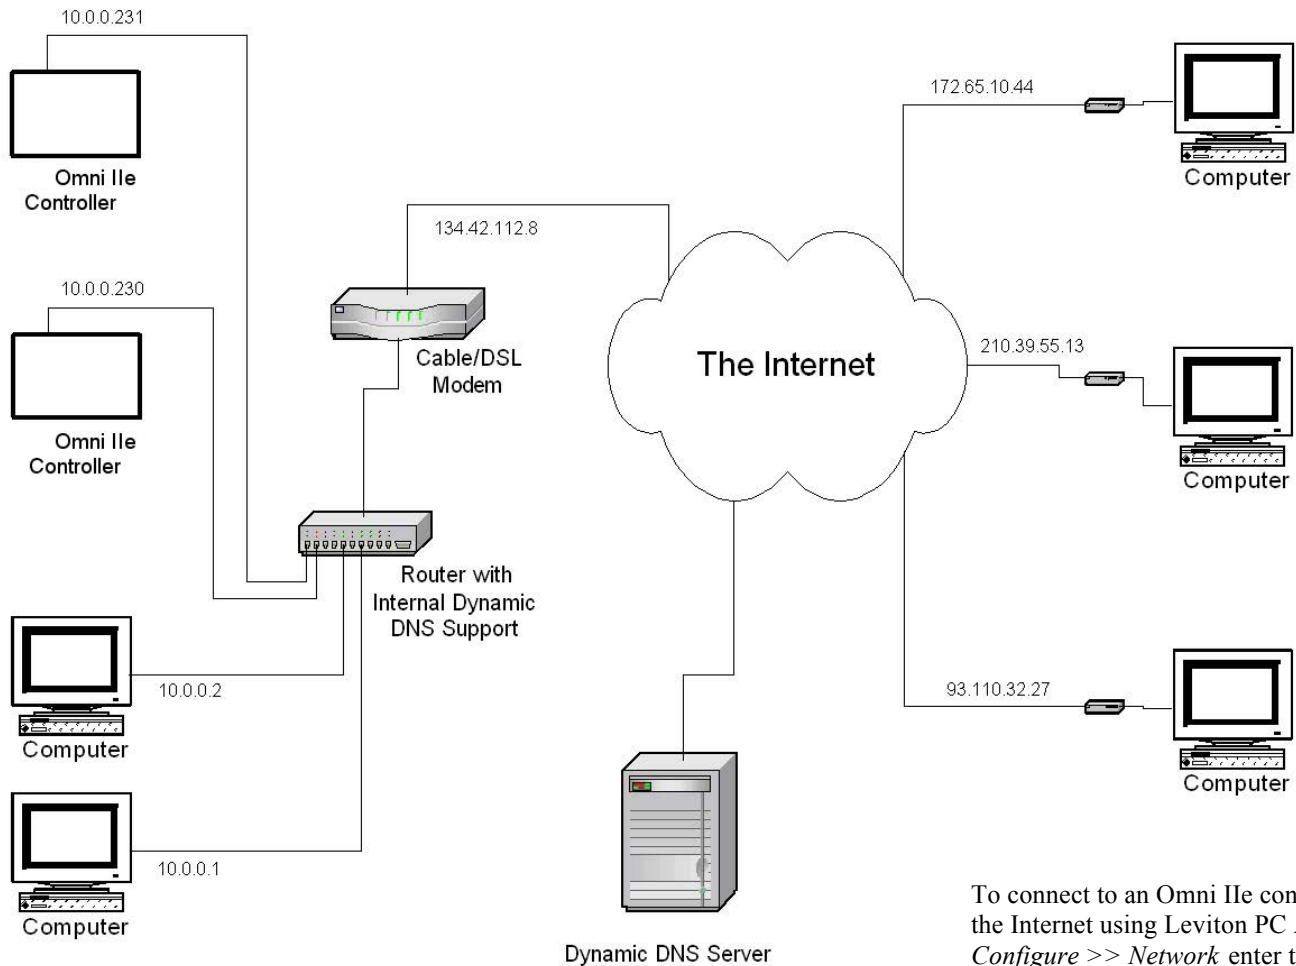 10.0.0.231
Omni IIe
Controller
10.0.0.230
Omni IIe
Controller
134.42.112.8
Cable/DSL
Modem
Router with
Internal Dynamic
DNS Support
10.0.0.2
Computer
10.0.0.1
Computer
The Internet
Dynamic DNS Server
172.65.10.44
Computer
210.39.55.13
Computer
93.110.32.27
Computer
To connect to an Omni IIe con
the Internet using Leviton PC
Configure >> Network enter t